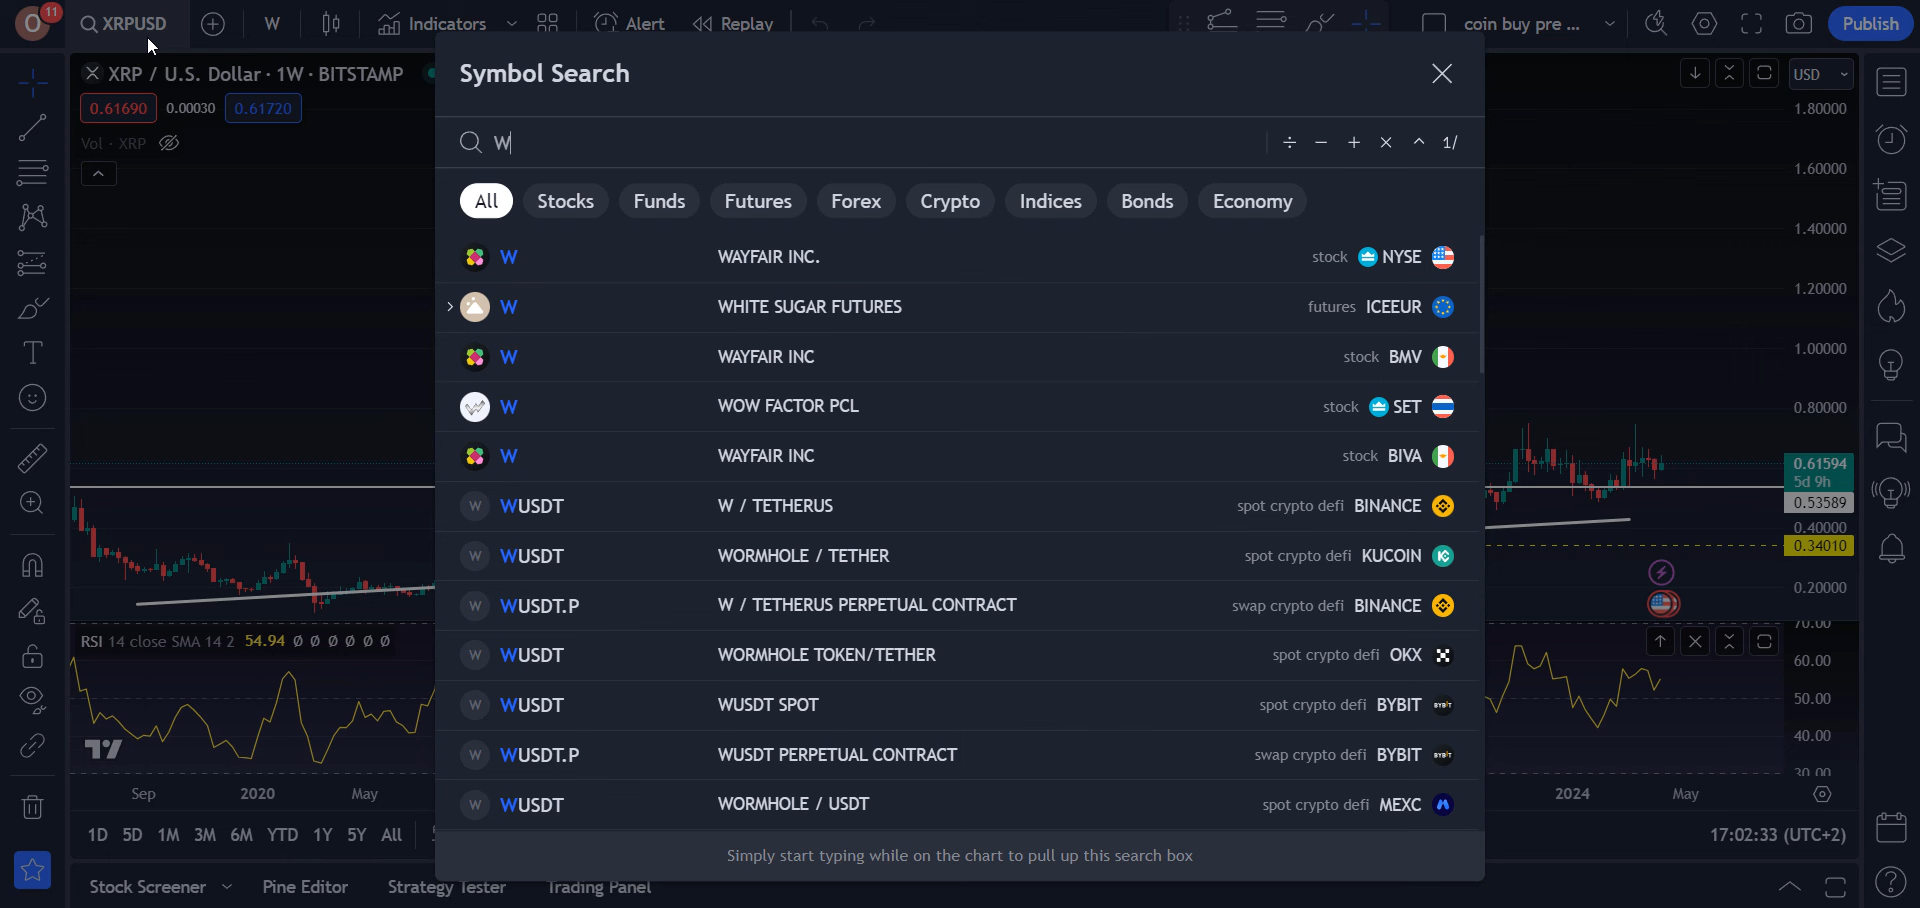 O 11 XRPUSD W Indicators Alert Replay coin buy pre ... Publish
XRP / U.S. Dollar · 1W · BITSTAMP
0.61690 0.00030 0.61720
Vol · XRP
Symbol Search
W ÷ − + × ^ 1/
All Stocks Funds Futures Forex Crypto Indices Bonds Economy
W WAYFAIR INC. stock NYSE
W WHITE SUGAR FUTURES futures ICEEUR
W WAYFAIR INC stock BMV
W WOW FACTOR PCL stock SET
W WAYFAIR INC stock BIVA
W WUSDT W / TETHERUS spot crypto defi BINANCE
W WUSDT WORMHOLE / TETHER spot crypto defi KUCOIN
W WUSDT.P W / TETHERUS PERPETUAL CONTRACT swap crypto defi BINANCE
W WUSDT WORMHOLE TOKEN/TETHER spot crypto defi OKX
W WUSDT WUSDT SPOT spot crypto defi BYBIT BYBIT
W WUSDT.P WUSDT PERPETUAL CONTRACT swap crypto defi BYBIT BYBIT
W WUSDT WORMHOLE / USDT spot crypto defi MEXC
Simply start typing while on the chart to pull up this search box
USD
1.80000
1.60000
1.40000
1.20000
1.00000
0.80000
0.61594
5d 9h
0.53589
0.40000
0.34010
0.20000
RSI 14 close SMA 14 2 54.94 Ø Ø Ø Ø Ø Ø
70.00
60.00
50.00
40.00
30.00
Sep 2020 May 2024 May
1D 5D 1M 3M 6M YTD 1Y 5Y All 17:02:33 (UTC+2)
Stock Screener Pine Editor Strategy Tester Trading Panel